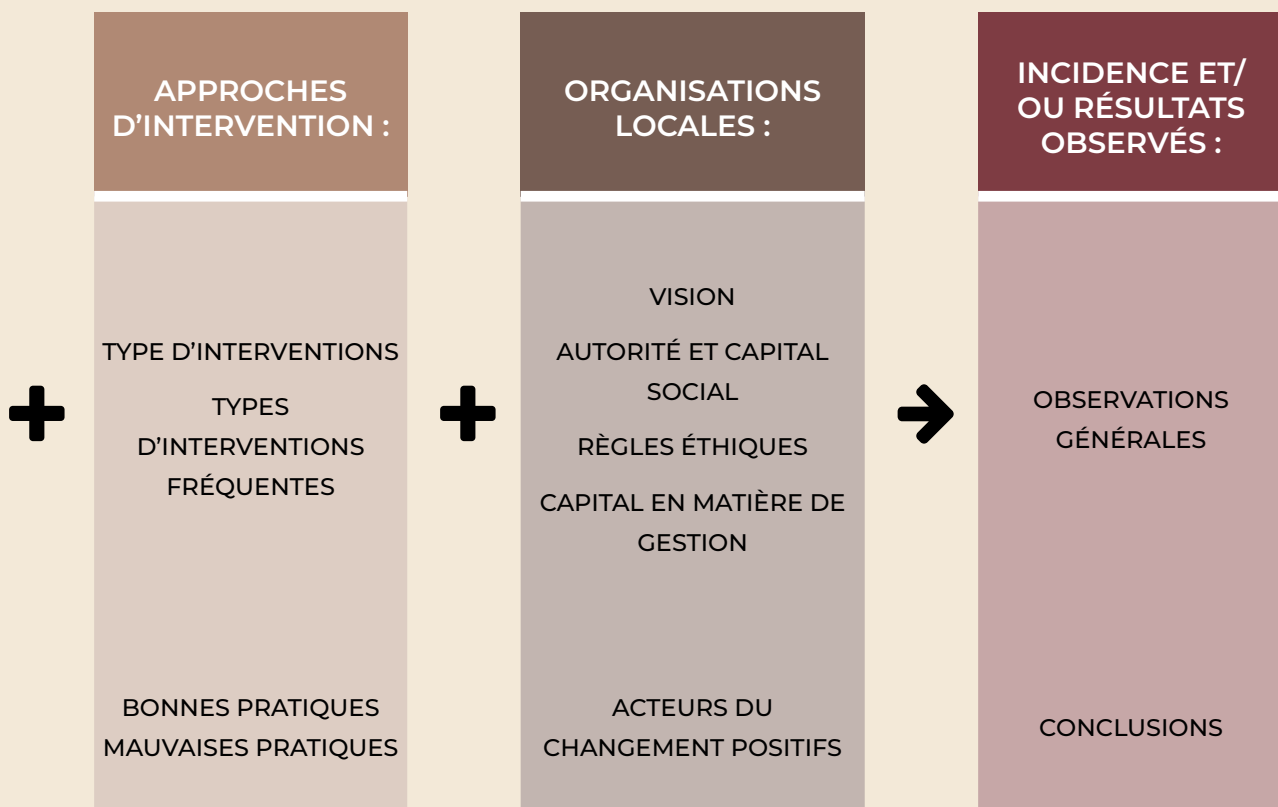 APPROCHES
D’INTERVENTION :
TYPE D’INTERVENTIONS
TYPES
D’INTERVENTIONS
FRÉQUENTES
BONNES PRATIQUES
MAUVAISES PRATIQUES
ORGANISATIONS
LOCALES :
VISION
AUTORITÉ ET CAPITAL
SOCIAL
RÈGLES ÉTHIQUES
CAPITAL EN MATIÈRE DE
GESTION
ACTEURS DU
CHANGEMENT POSITIFS
INCIDENCE ET/
OU RÉSULTATS
OBSERVÉS :
OBSERVATIONS
GÉNÉRALES
CONCLUSIONS